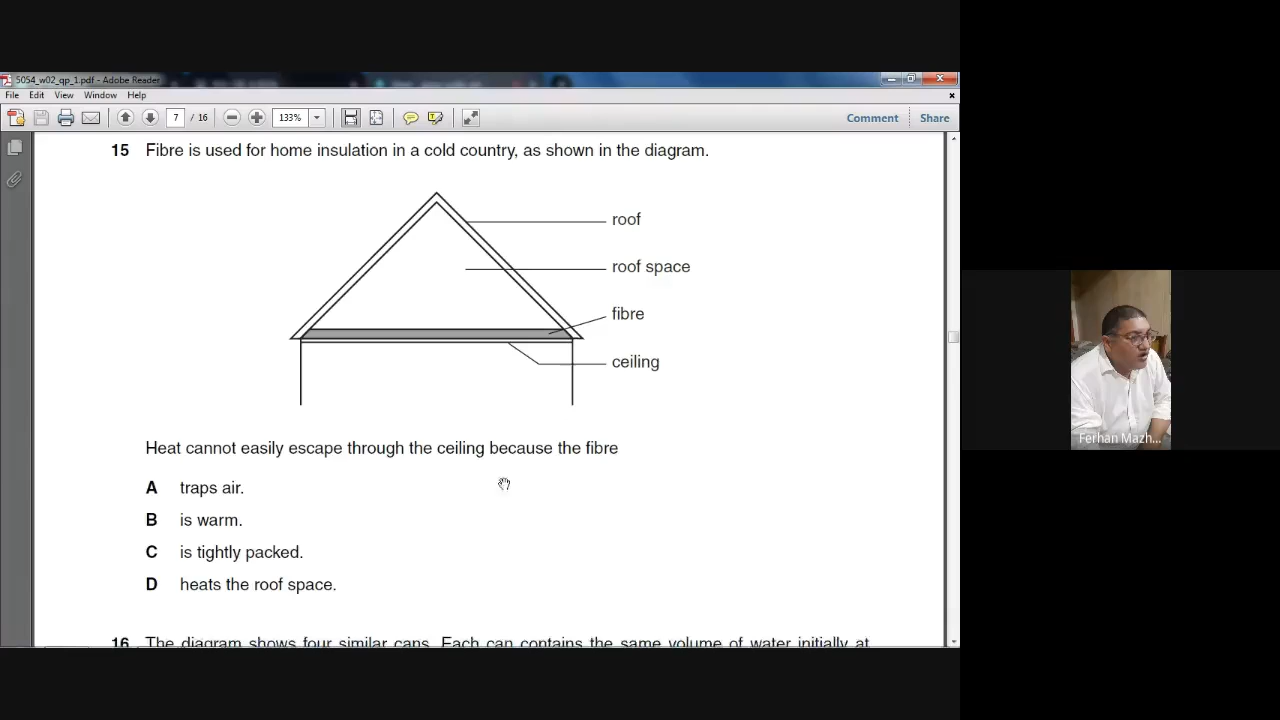 5054_w02_qp_1.pdf - Adobe Reader
File Edit View Window Help
7 / 16 133% Comment Share
15 Fibre is used for home insulation in a cold country, as shown in the diagram.
roof
roof space
fibre
ceiling
Heat cannot easily escape through the ceiling because the fibre
A traps air.
B is warm.
C is tightly packed.
D heats the roof space.
16 The diagram shows four similar cans. Each can contains the same volume of water initially at
Ferhan Mazh...